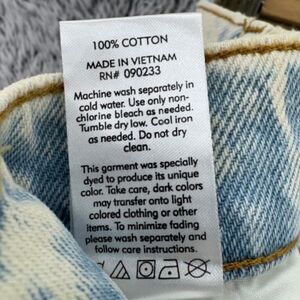 100% COTTON
MADE IN VIETNAM
RN# 090233
Machine wash separately in
cold water. Use only non-
chlorine bleach as needed.
Tumble dry low. Cool iron
as needed. Do not dry
clean.
This garment was specially
dyed to produce its unique
color. Take care, dark colors
may transfer onto light
colored clothing or other
items. To minimize fading
please wash separately and
follow care instructions.